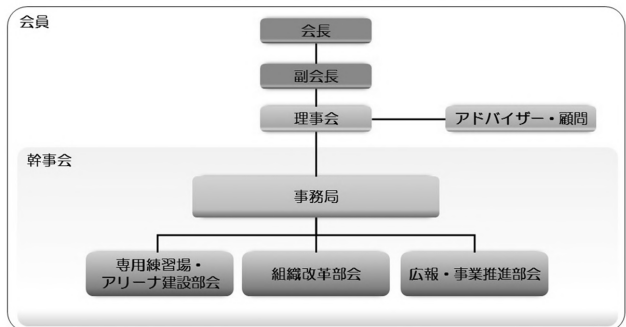 会員
会長
副会長
理事会
アドバイザー・顧問
幹事会
事務局
専用練習場・
アリーナ建設部会
組織改革部会
広報・事業推進部会